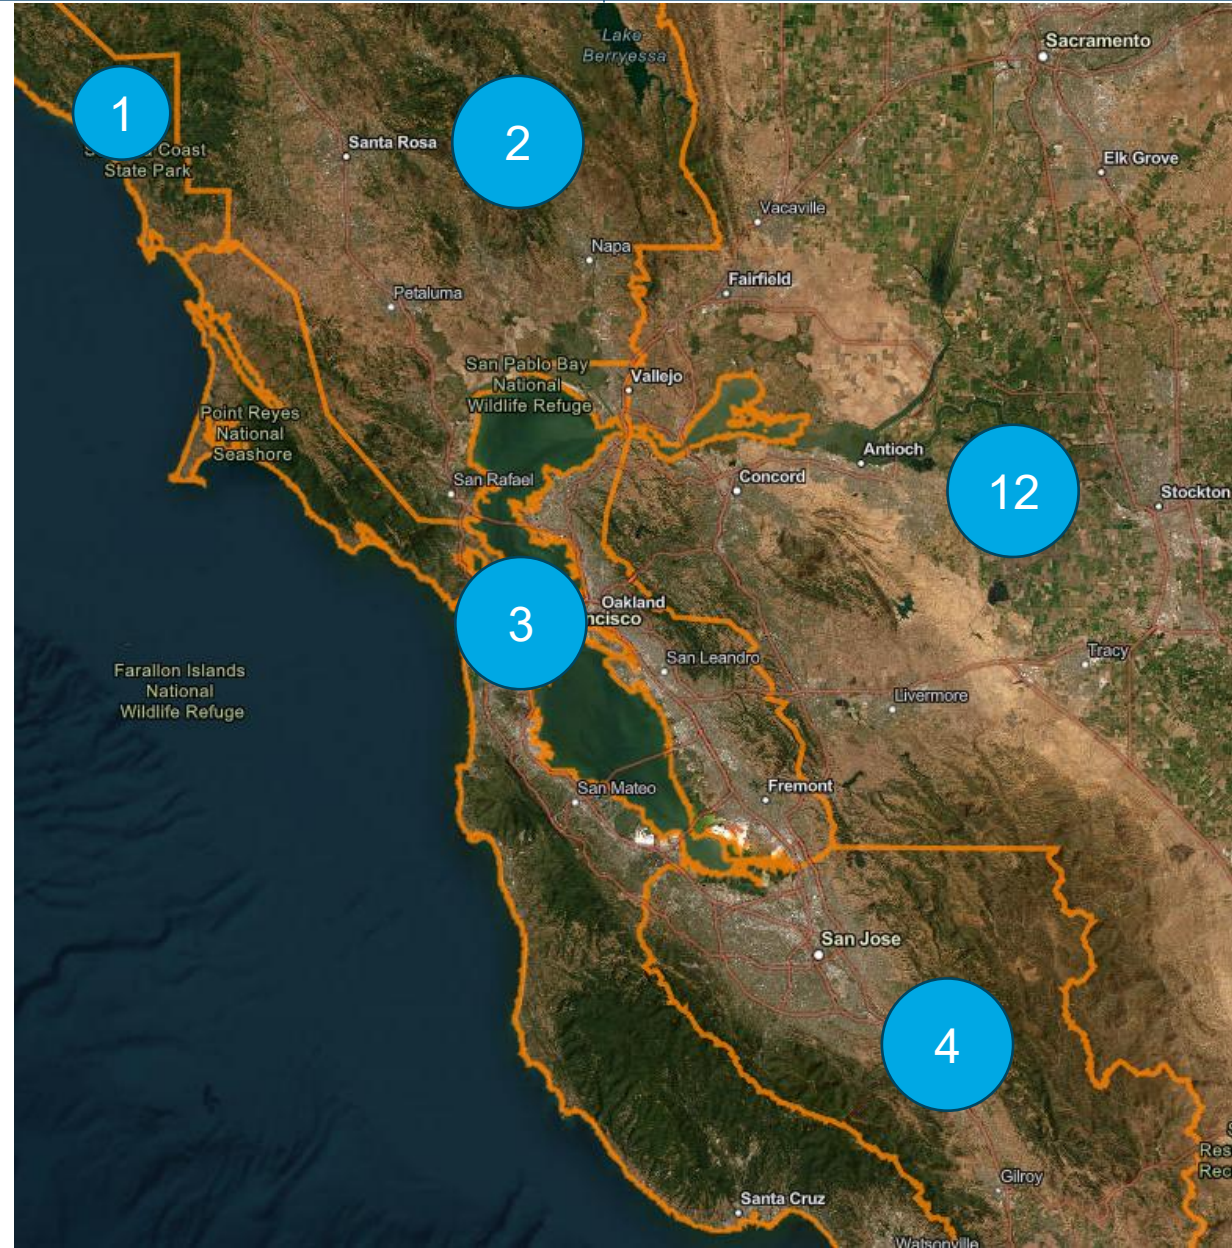 Lake
Berryessa
Sacramento
1
2
Santa Rosa
Coast
State Park
Elk Grove
Vacaville
Napa
Fairfield
Petaluma
San Pablo Bay
National
Wildlife Refuge
Vallejo
Point Reyes
National
Seashore
Antioch
San Rafael
Concord
12
Stockton
3
Oakland
ncisco
San Leandro
Tracy
Farallon Islands
National
Wildlife Refuge
Livermore
San Mateo
Fremont
San Jose
4
Res
Rec
Gilroy
Santa Cruz
Watsonville